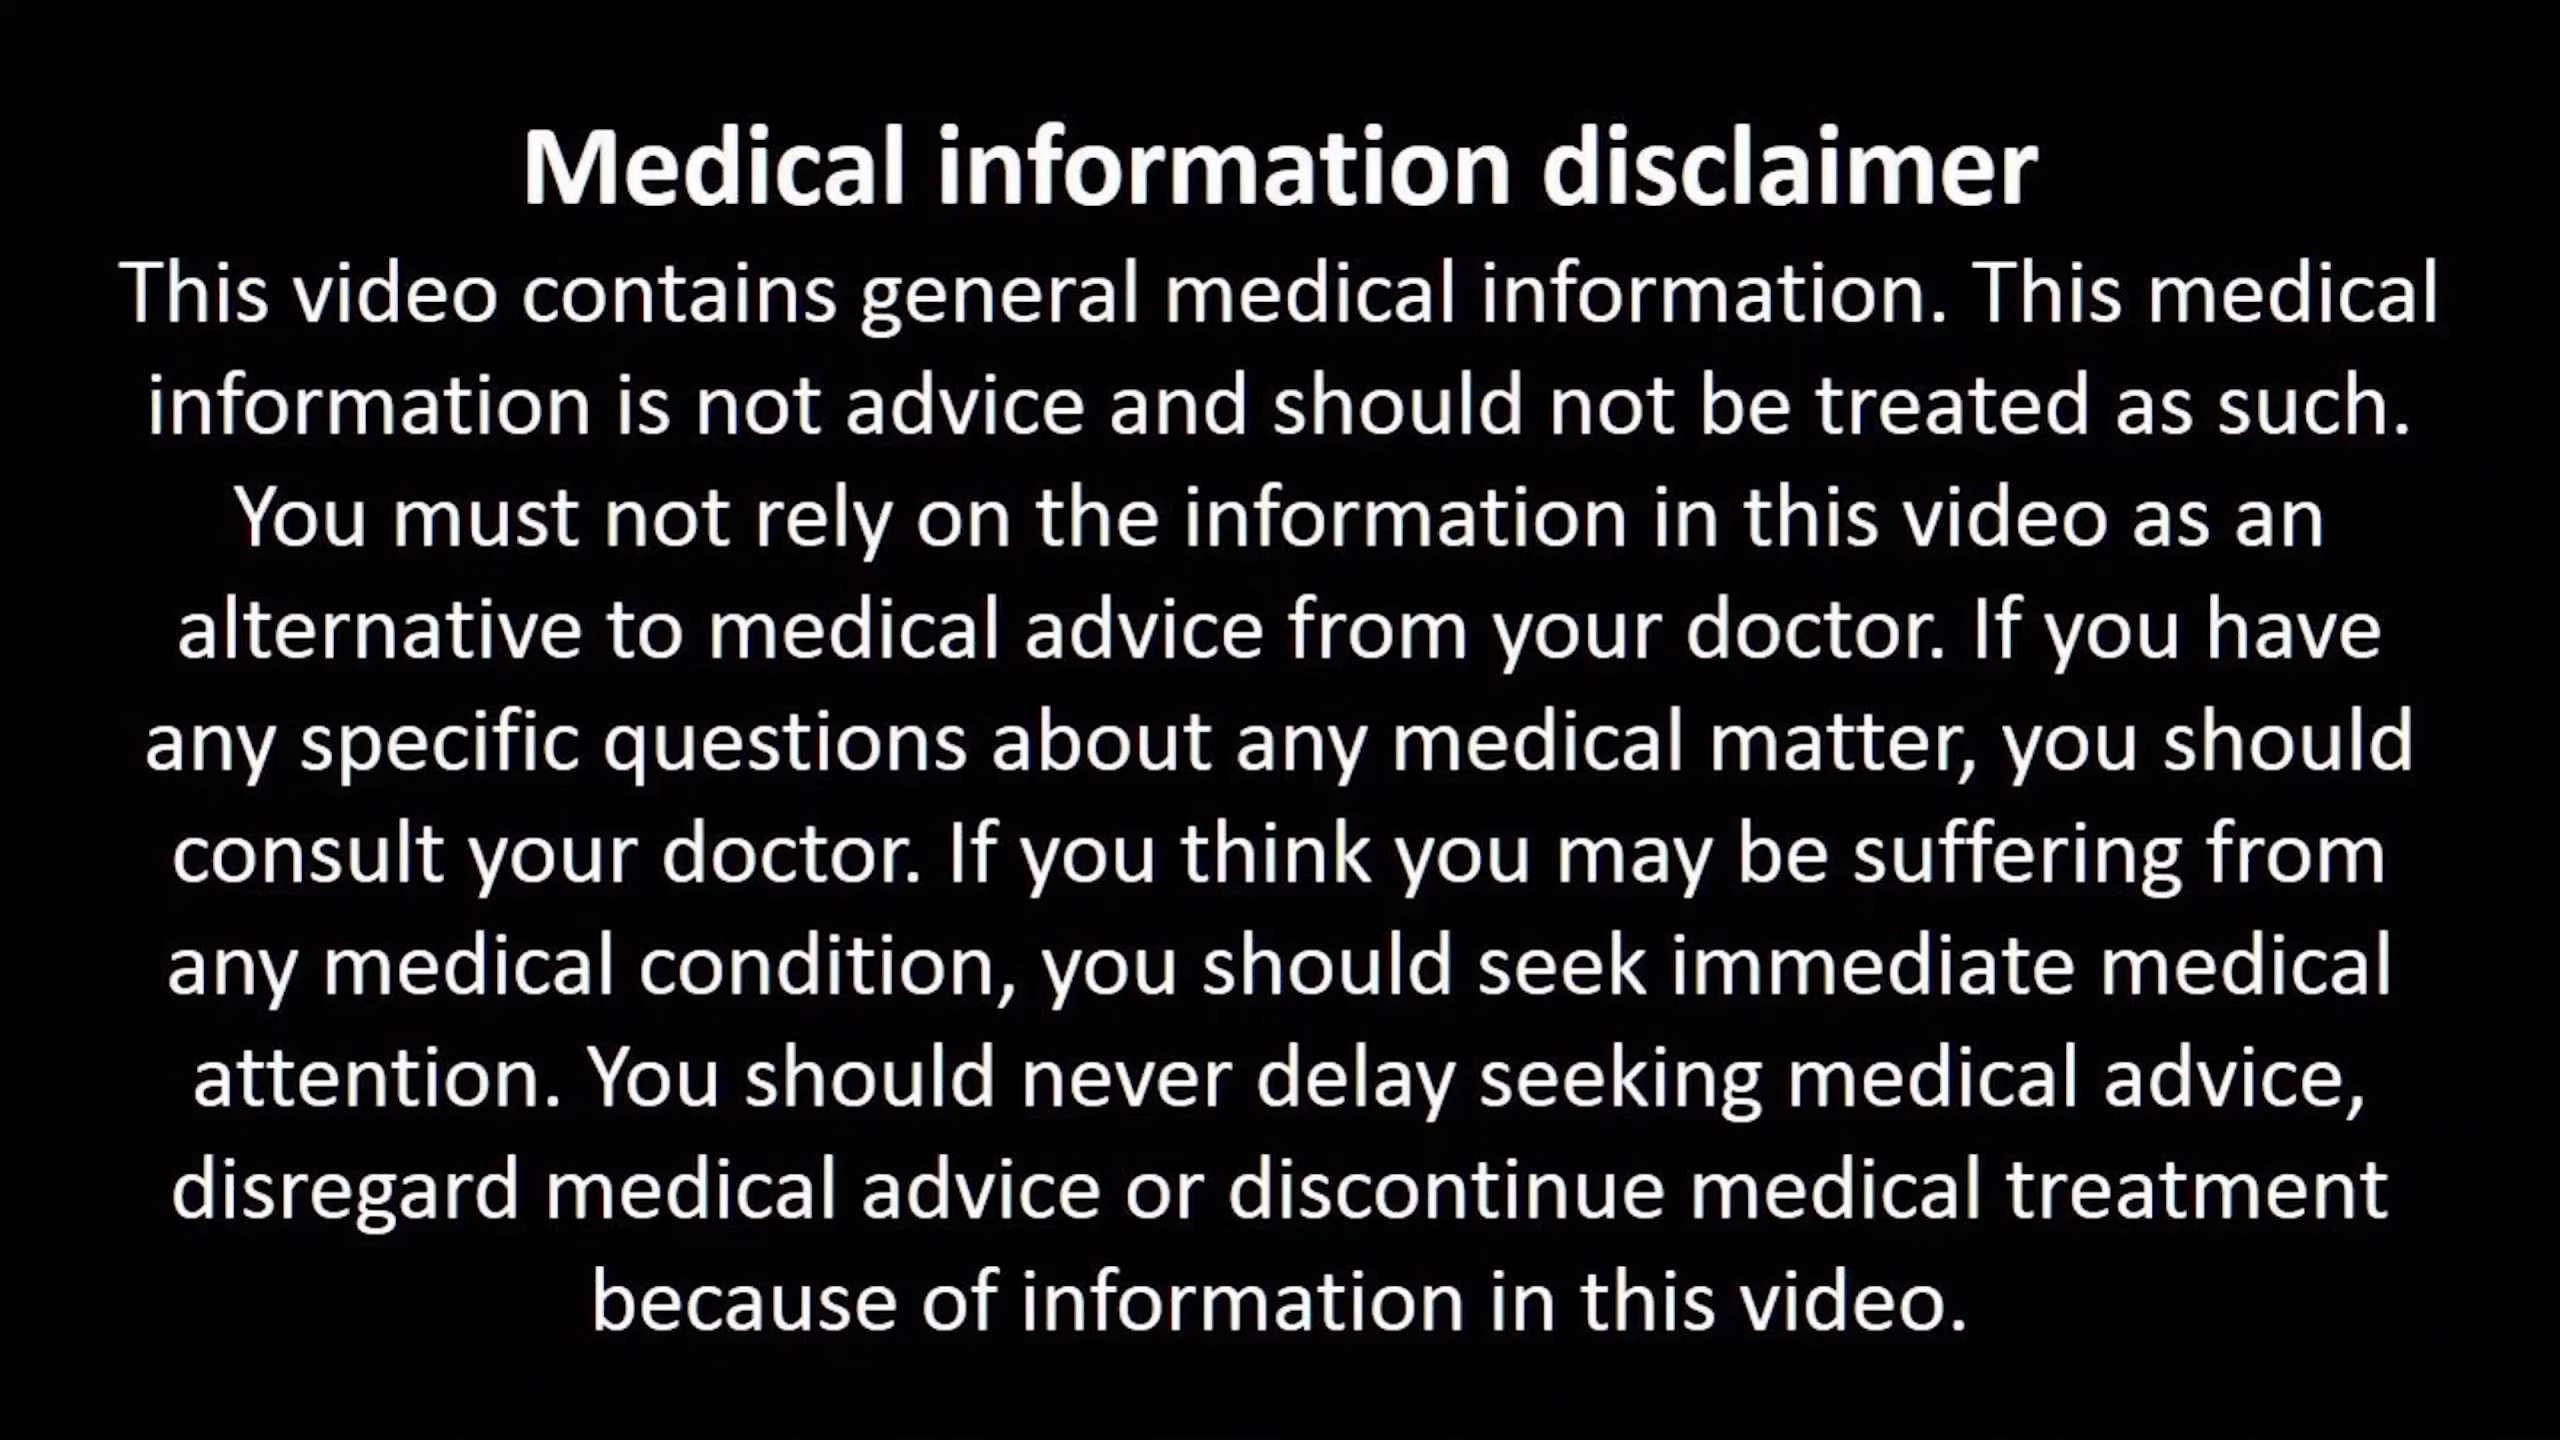 Medical information disclaimer
This video contains general medical information. This medical
information is not advice and should not be treated as such.
You must not rely on the information in this video as an
alternative to medical advice from your doctor. If you have
any specific questions about any medical matter, you should
consult your doctor. If you think you may be suffering from
any medical condition, you should seek immediate medical
attention. You should never delay seeking medical advice,
disregard medical advice or discontinue medical treatment
because of information in this video.